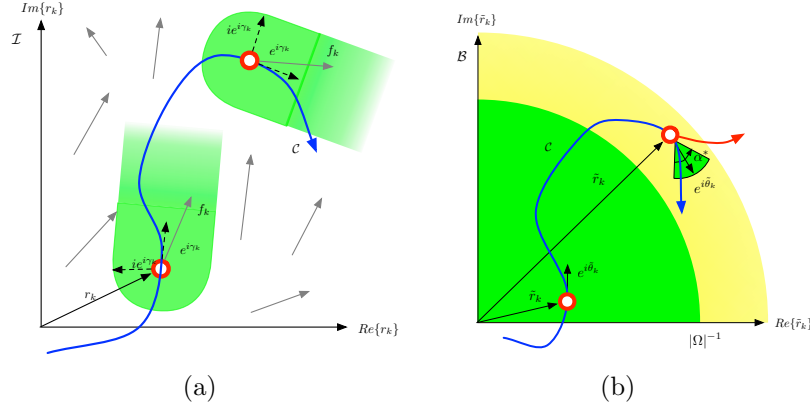 Im{r_k}
𝓘
ie^{iγ_k}
e^{iγ_k}
f_k
𝒞
f_k
ie^{iγ_k}
e^{iγ_k}
r_k
Re{r_k}
(a)
Im{r̃_k}
ℬ
𝒞
α*
r̃_k
e^{iθ̃_k}
e^{iθ̃_k}
r̃_k
Re{r̃_k}
|Ω|^{-1}
(b)